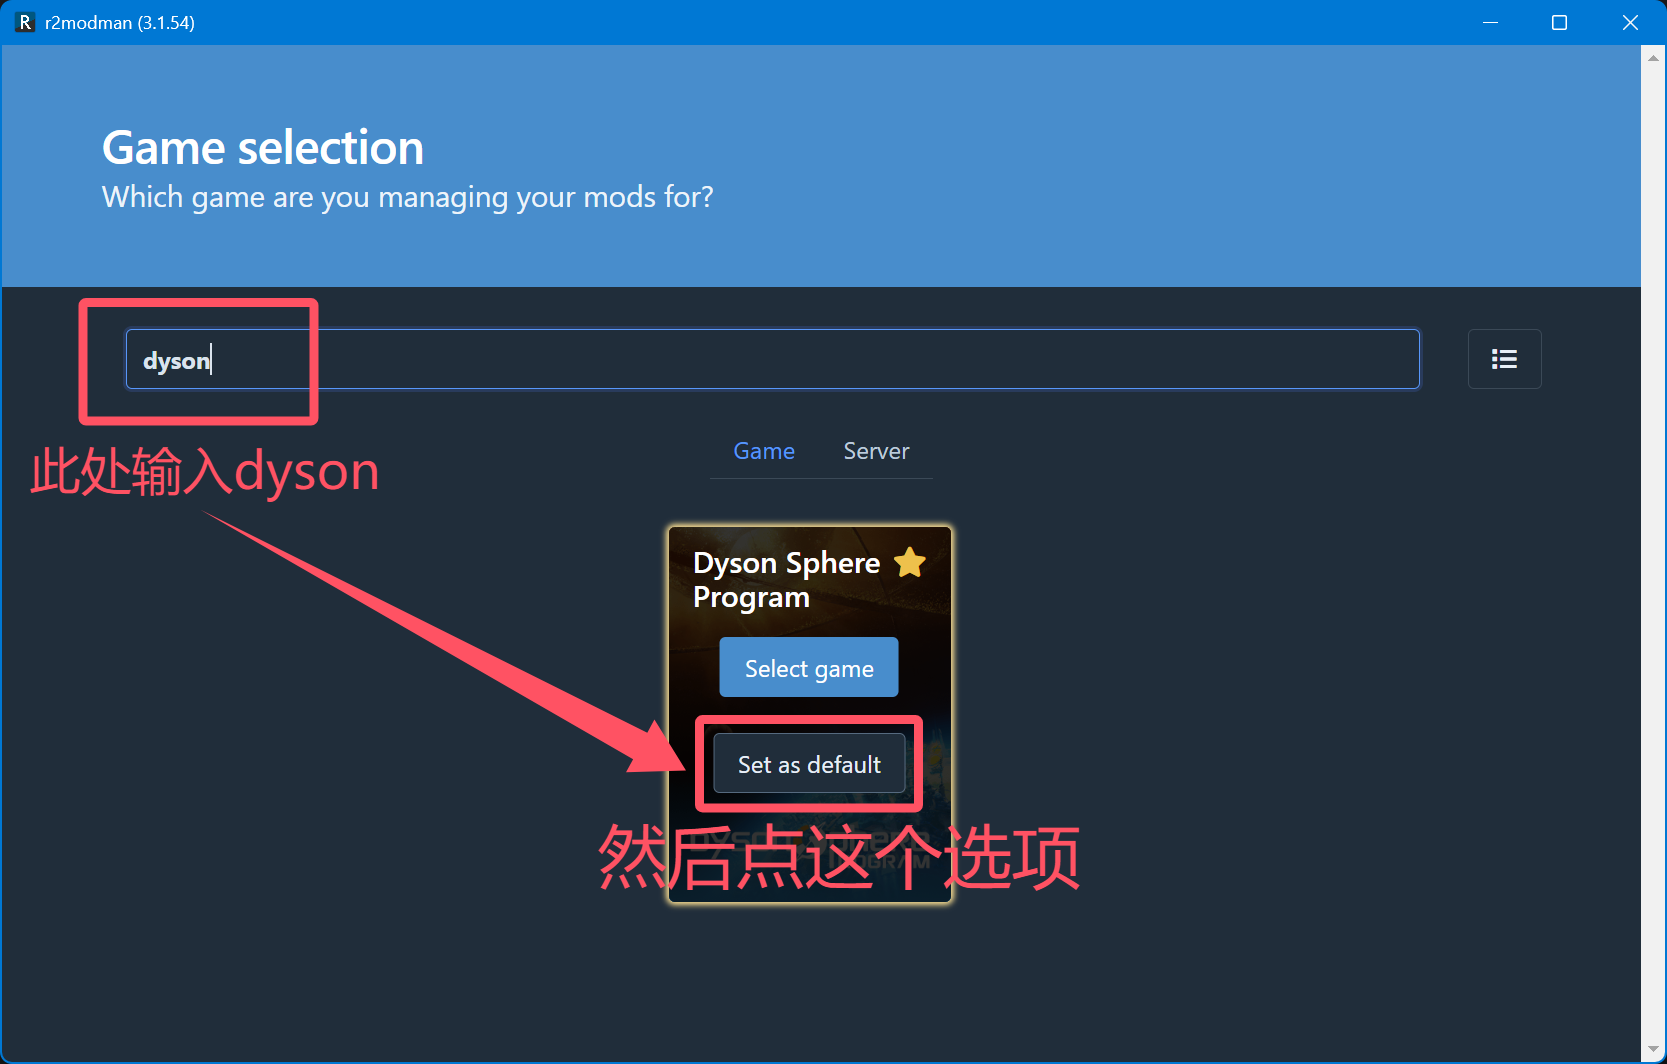 r2modman (3.1.54)
Game selection
Which game are you managing your mods for?
dyson
此处输入dyson
Game
Server
Dyson Sphere
Program
Select game
Set as default
然后点这个选项